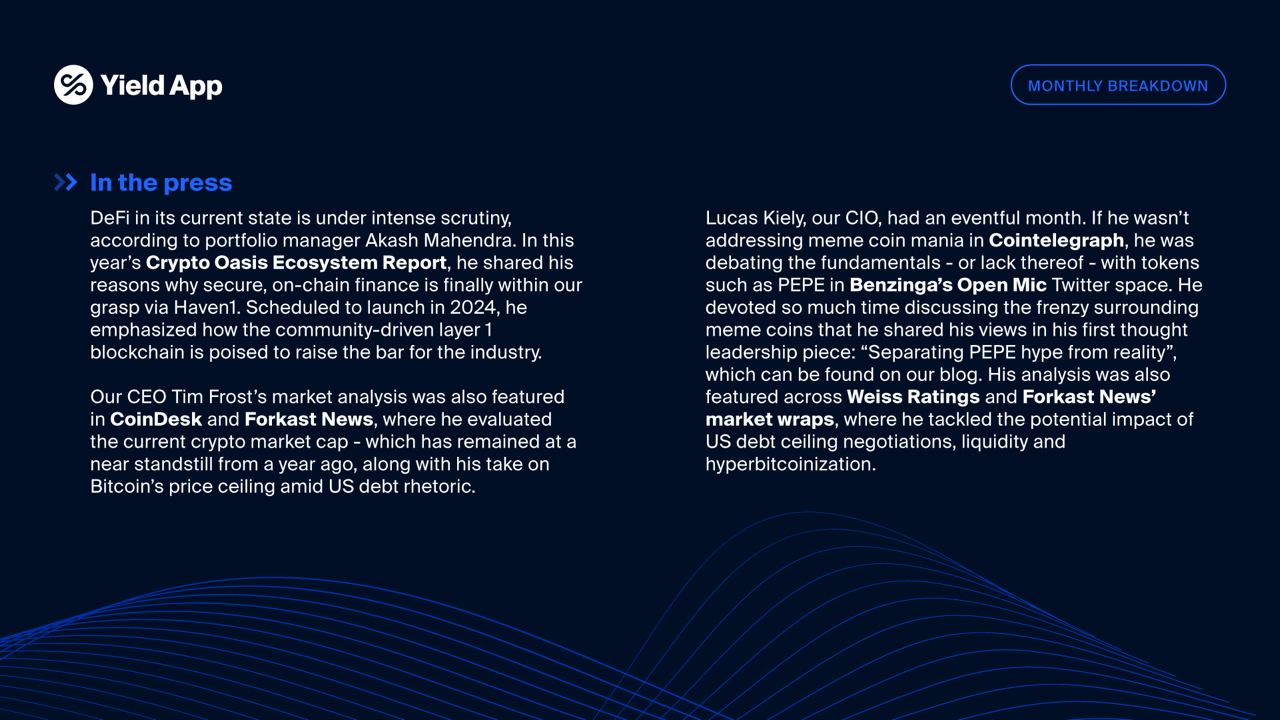 Yield App
MONTHLY BREAKDOWN
In the press
DeFi in its current state is under intense scrutiny,
according to portfolio manager Akash Mahendra. In this
year’s Crypto Oasis Ecosystem Report, he shared his
reasons why secure, on-chain finance is finally within our
grasp via Haven1. Scheduled to launch in 2024, he
emphasized how the community-driven layer 1
blockchain is poised to raise the bar for the industry.
Our CEO Tim Frost’s market analysis was also featured
in CoinDesk and Forkast News, where he evaluated
the current crypto market cap - which has remained at a
near standstill from a year ago, along with his take on
Bitcoin’s price ceiling amid US debt rhetoric.
Lucas Kiely, our CIO, had an eventful month. If he wasn’t
addressing meme coin mania in Cointelegraph, he was
debating the fundamentals - or lack thereof - with tokens
such as PEPE in Benzinga’s Open Mic Twitter space. He
devoted so much time discussing the frenzy surrounding
meme coins that he shared his views in his first thought
leadership piece: “Separating PEPE hype from reality”,
which can be found on our blog. His analysis was also
featured across Weiss Ratings and Forkast News’
market wraps, where he tackled the potential impact of
US debt ceiling negotiations, liquidity and
hyperbitcoinization.